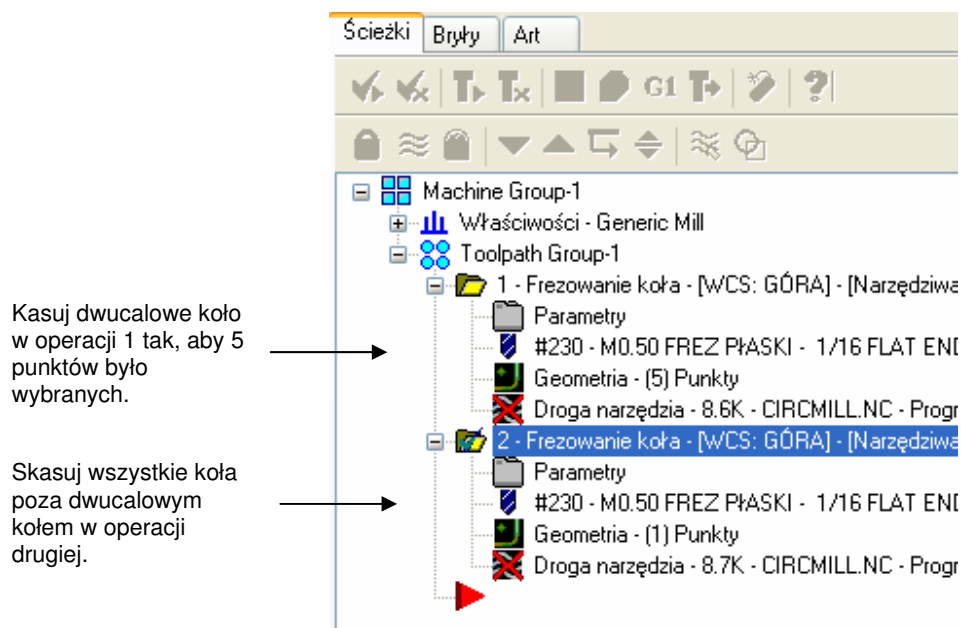 Ścieżki Bryły Art
G1
Machine Group-1
Właściwości - Generic Mill
Toolpath Group-1
1 - Frezowanie koła - [WCS: GÓRA] - [Narzędziwa
Parametry
#230 - M0.50 FREZ PŁASKI - 1/16 FLAT END
Geometria - (5) Punkty
Droga narzędzia - 8.6K - CIRCMILL.NC - Progr
2 - Frezowanie koła - [WCS: GÓRA] - [Narzędziwa
Parametry
#230 - M0.50 FREZ PŁASKI - 1/16 FLAT END
Geometria - (1) Punkty
Droga narzędzia - 8.7K - CIRCMILL.NC - Progr
Kasuj dwucalowe koło
w operacji 1 tak, aby 5
punktów było
wybranych.
Skasuj wszystkie koła
poza dwucalowym
kołem w operacji
drugiej.